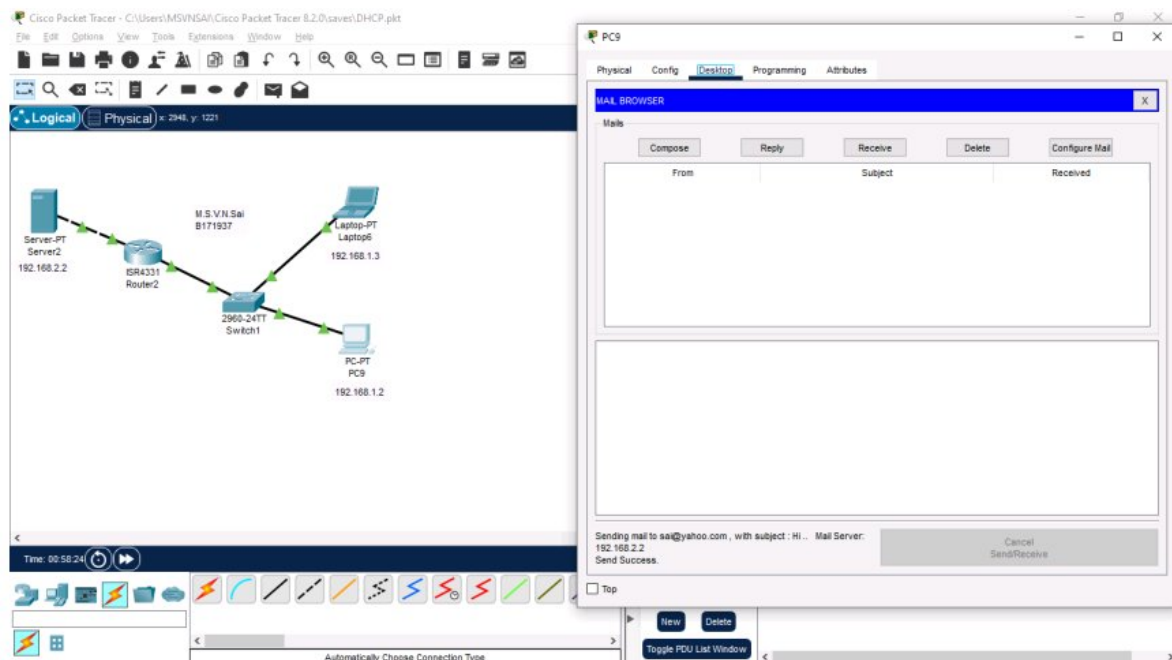 Cisco Packet Tracer - C:\Users\MSVNSAI\Cisco Packet Tracer 8.2.0\saves\DHCP.pkt
File Edit Options View Tools Extensions Window Help
Logical Physical x: 2948, y: 1221
M.S.V.N.Sai
B171937
Server-PT
Server2
192.168.2.2
ISR4331
Router2
2960-24TT
Switch1
Laptop-PT
Laptop6
192.168.1.3
PC-PT
PC9
192.168.1.2
Time: 00:58:24
Automatically Choose Connection Type
New Delete
Toggle PDU List Window
PC9
Physical Config Desktop Programming Attributes
MAIL BROWSER X
Mails
Compose Reply Receive Delete Configure Mail
From Subject Received
Sending mail to sai@yahoo.com , with subject : Hi .. Mail Server:
192.168.2.2
Send Success.
Cancel
Send/Receive
Top